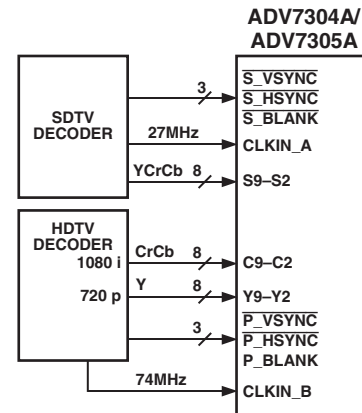 ADV7304A/
ADV7305A
SDTV
DECODER
3
S_VSYNC
S_HSYNC
S_BLANK
27MHz
CLKIN_A
YCrCb 8
S9–S2
HDTV
DECODER
1080 i
CrCb 8
C9–C2
720 p
Y 8
Y9–Y2
3
P_VSYNC
P_HSYNC
P_BLANK
74MHz
CLKIN_B